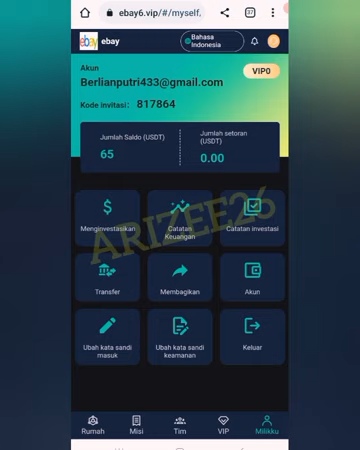 ebay6.vip/#/myself,
ebay ebay
Bahasa
Indonesia
Akun
VIP0
Berlianputri433@gmail.com
Kode invitasi: 817864
Jumlah Saldo (USDT)
65
Jumlah setoran
(USDT)
0.00
Menginvestasikan
Catatan
Keuangan
Catatan investasi
ARIZEE26
Transfer
Membagikan
Akun
Ubah kata sandi
masuk
Ubah kata sandi
keamanan
Keluar
Rumah
Misi
Tim
VIP
Milikku